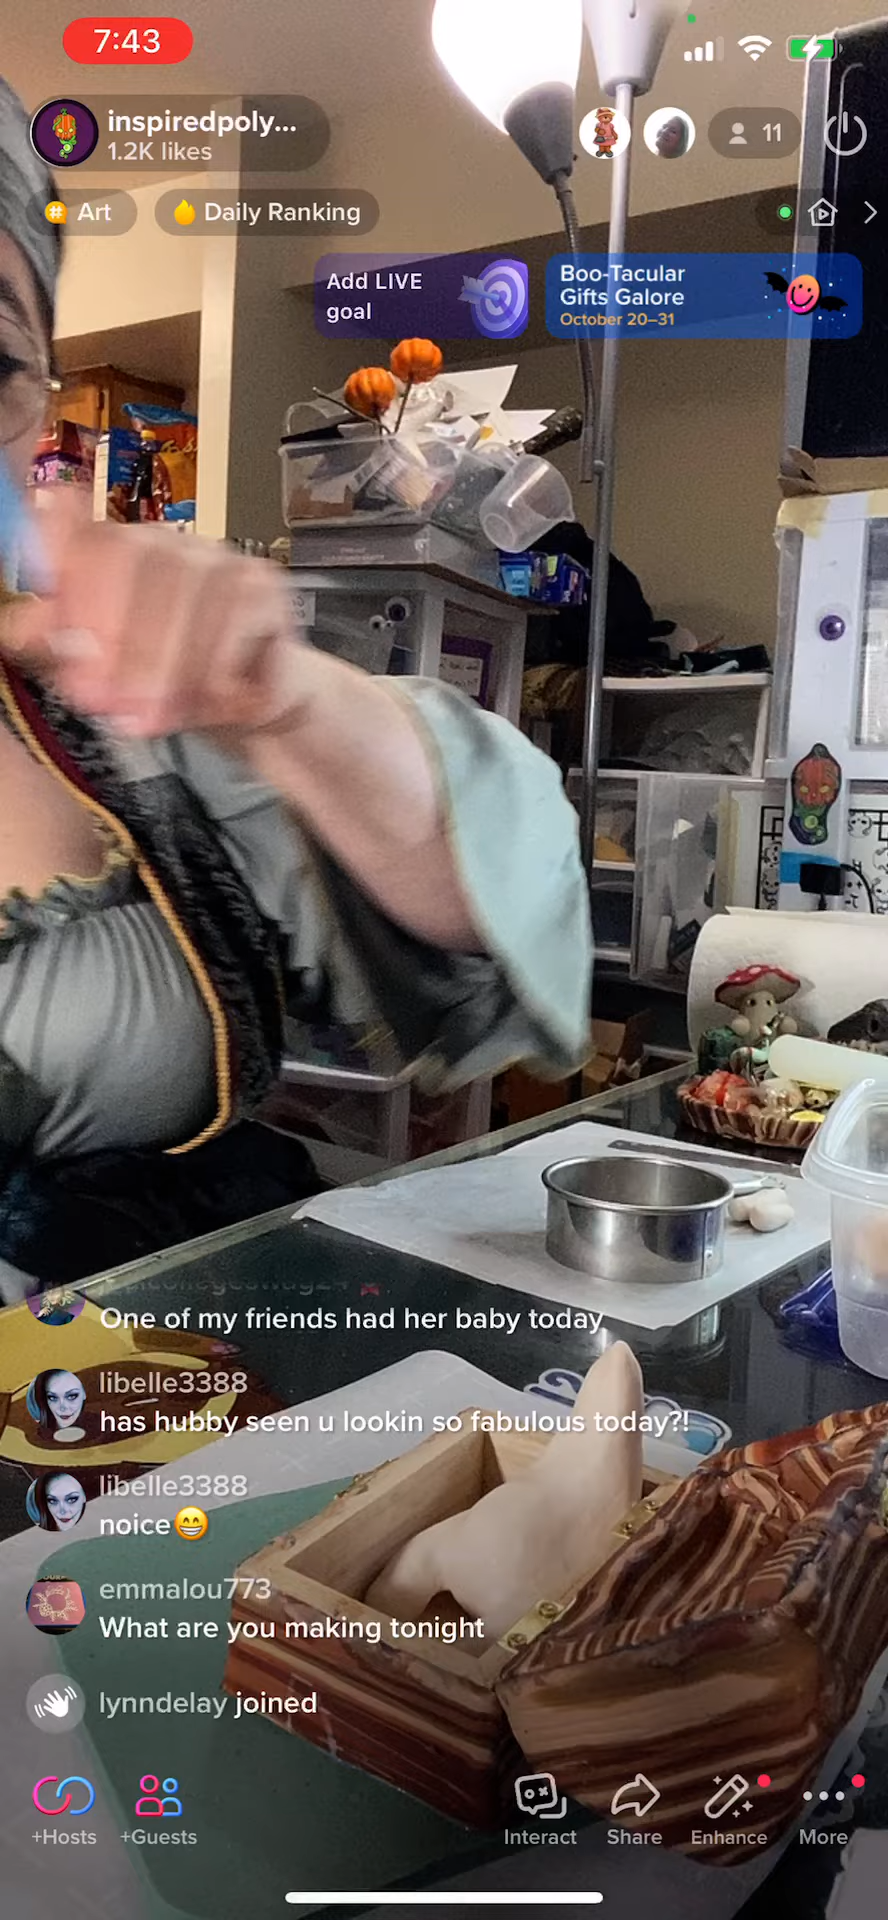 7:43
inspiredpoly...
1.2K likes
11
Art
Daily Ranking
Add LIVE
goal
Boo-Tacular
Gifts Galore
October 20–31
One of my friends had her baby today
libelle3388
has hubby seen u lookin so fabulous today?!
libelle3388
noice😁
emmalou773
What are you making tonight
lynndelay joined
+Hosts
+Guests
Interact
Share
Enhance
More